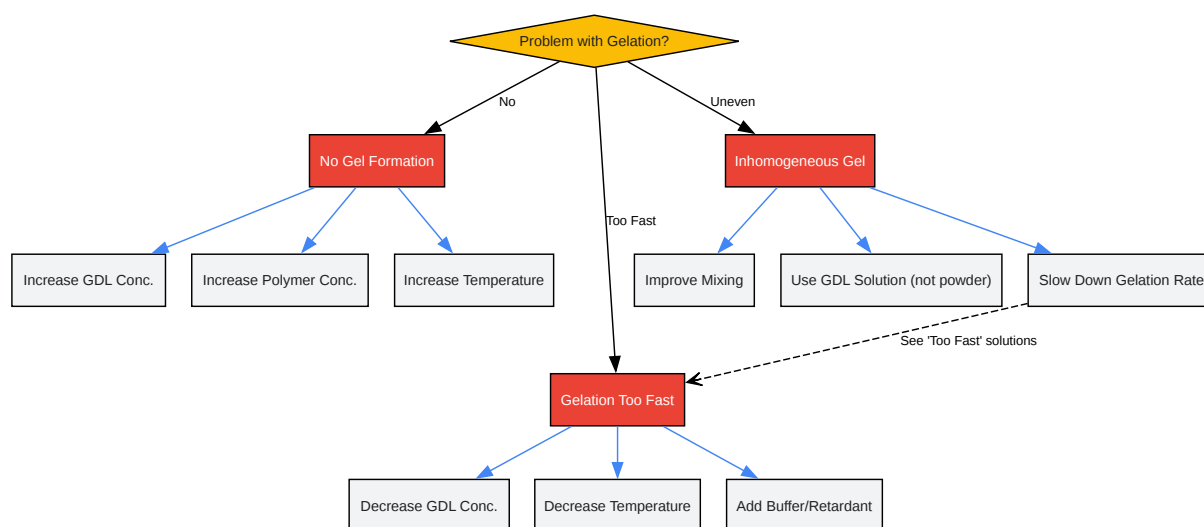 Problem with Gelation?
No
Uneven
No Gel Formation
Inhomogeneous Gel
Too Fast
Increase GDL Conc.
Increase Polymer Conc.
Increase Temperature
Improve Mixing
Use GDL Solution (not powder)
Slow Down Gelation Rate
See 'Too Fast' solutions
Gelation Too Fast
Decrease GDL Conc.
Decrease Temperature
Add Buffer/Retardant